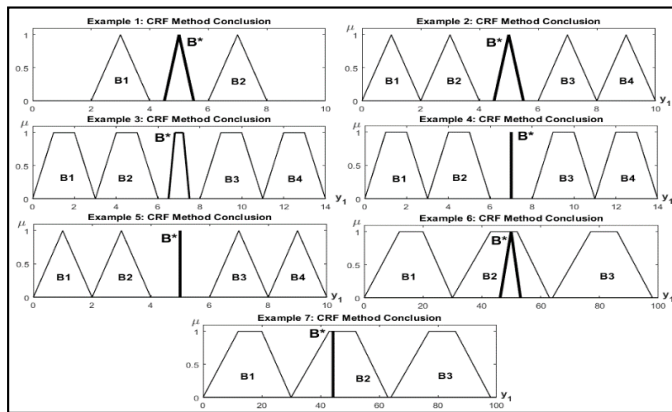 Example 1: CRF Method Conclusion
μ
1
0.5
0
B1
B*
B2
0 2 4 6 8 10
y1
Example 2: CRF Method Conclusion
μ
1
0.5
0
B1
B2
B*
B3
B4
0 2 4 6 8 10
y1
Example 3: CRF Method Conclusion
μ
1
0.5
0
B1
B2
B*
B3
B4
0 2 4 6 8 10 12 14
y1
Example 4: CRF Method Conclusion
μ
1
0.5
0
B1
B2
B*
B3
B4
0 2 4 6 8 10 12 14
y1
Example 5: CRF Method Conclusion
μ
1
0.5
0
B1
B2
B*
B3
B4
0 2 4 6 8 10
y1
Example 6: CRF Method Conclusion
μ
1
0.5
0
B1
B2
B*
B3
0 20 40 60 80 100
y1
Example 7: CRF Method Conclusion
μ
1
0.5
0
B1
B*
B2
B3
0 20 40 60 80 100
y1